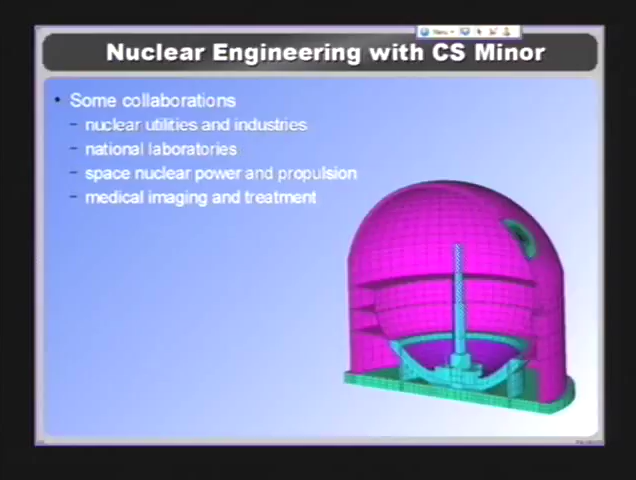 Nuclear Engineering with CS Minor
• Some collaborations
– nuclear utilities and industries
– national laboratories
– space nuclear power and propulsion
– medical imaging and treatment